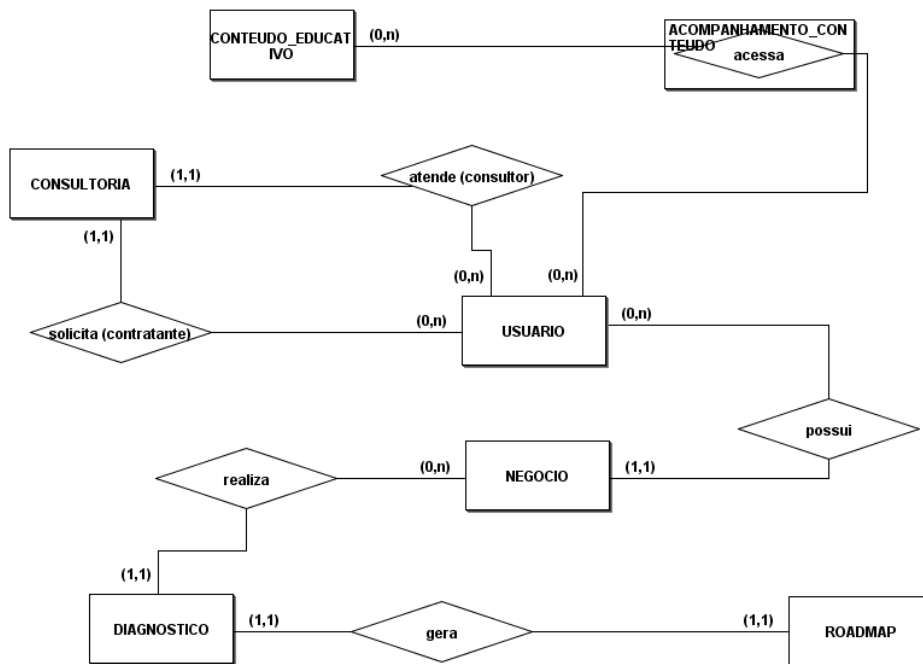 CONTEUDO_EDUCAT
IVO
(0,n)
ACOMPANHAMENTO_CON
TEUDO
acessa
CONSULTORIA
(1,1)
atende (consultor)
(1,1)
(0,n)
(0,n)
solicita (contratante)
(0,n)
USUARIO
(0,n)
possui
realiza
(0,n)
NEGOCIO
(1,1)
(1,1)
DIAGNOSTICO
(1,1)
gera
(1,1)
ROADMAP